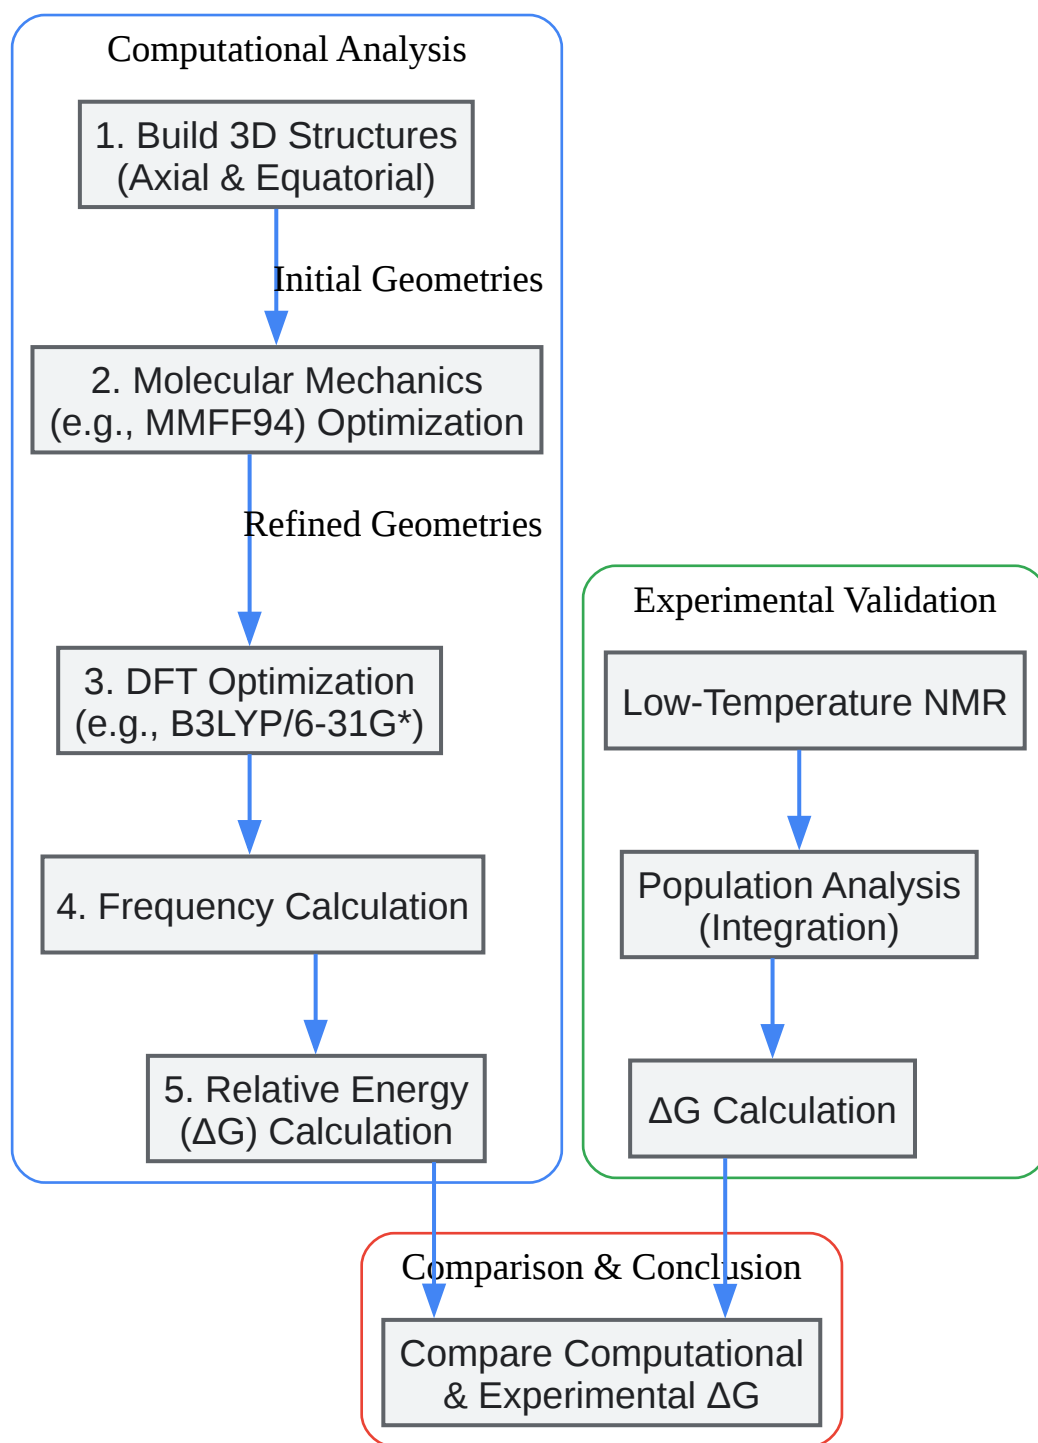 Computational Analysis
1. Build 3D Structures
(Axial & Equatorial)
Initial Geometries
2. Molecular Mechanics
(e.g., MMFF94) Optimization
Refined Geometries
3. DFT Optimization
(e.g., B3LYP/6-31G*)
4. Frequency Calculation
5. Relative Energy
(ΔG) Calculation
Experimental Validation
Low-Temperature NMR
Population Analysis
(Integration)
ΔG Calculation
Comparison & Conclusion
Compare Computational
& Experimental ΔG